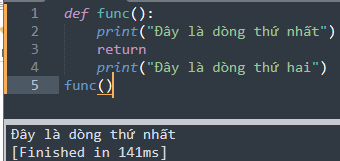 1 def func():
2     print("Đây là dòng thứ nhất")
3     return
4     print("Đây là dòng thứ hai")
5 func()
Đây là dòng thứ nhất
[Finished in 141ms]